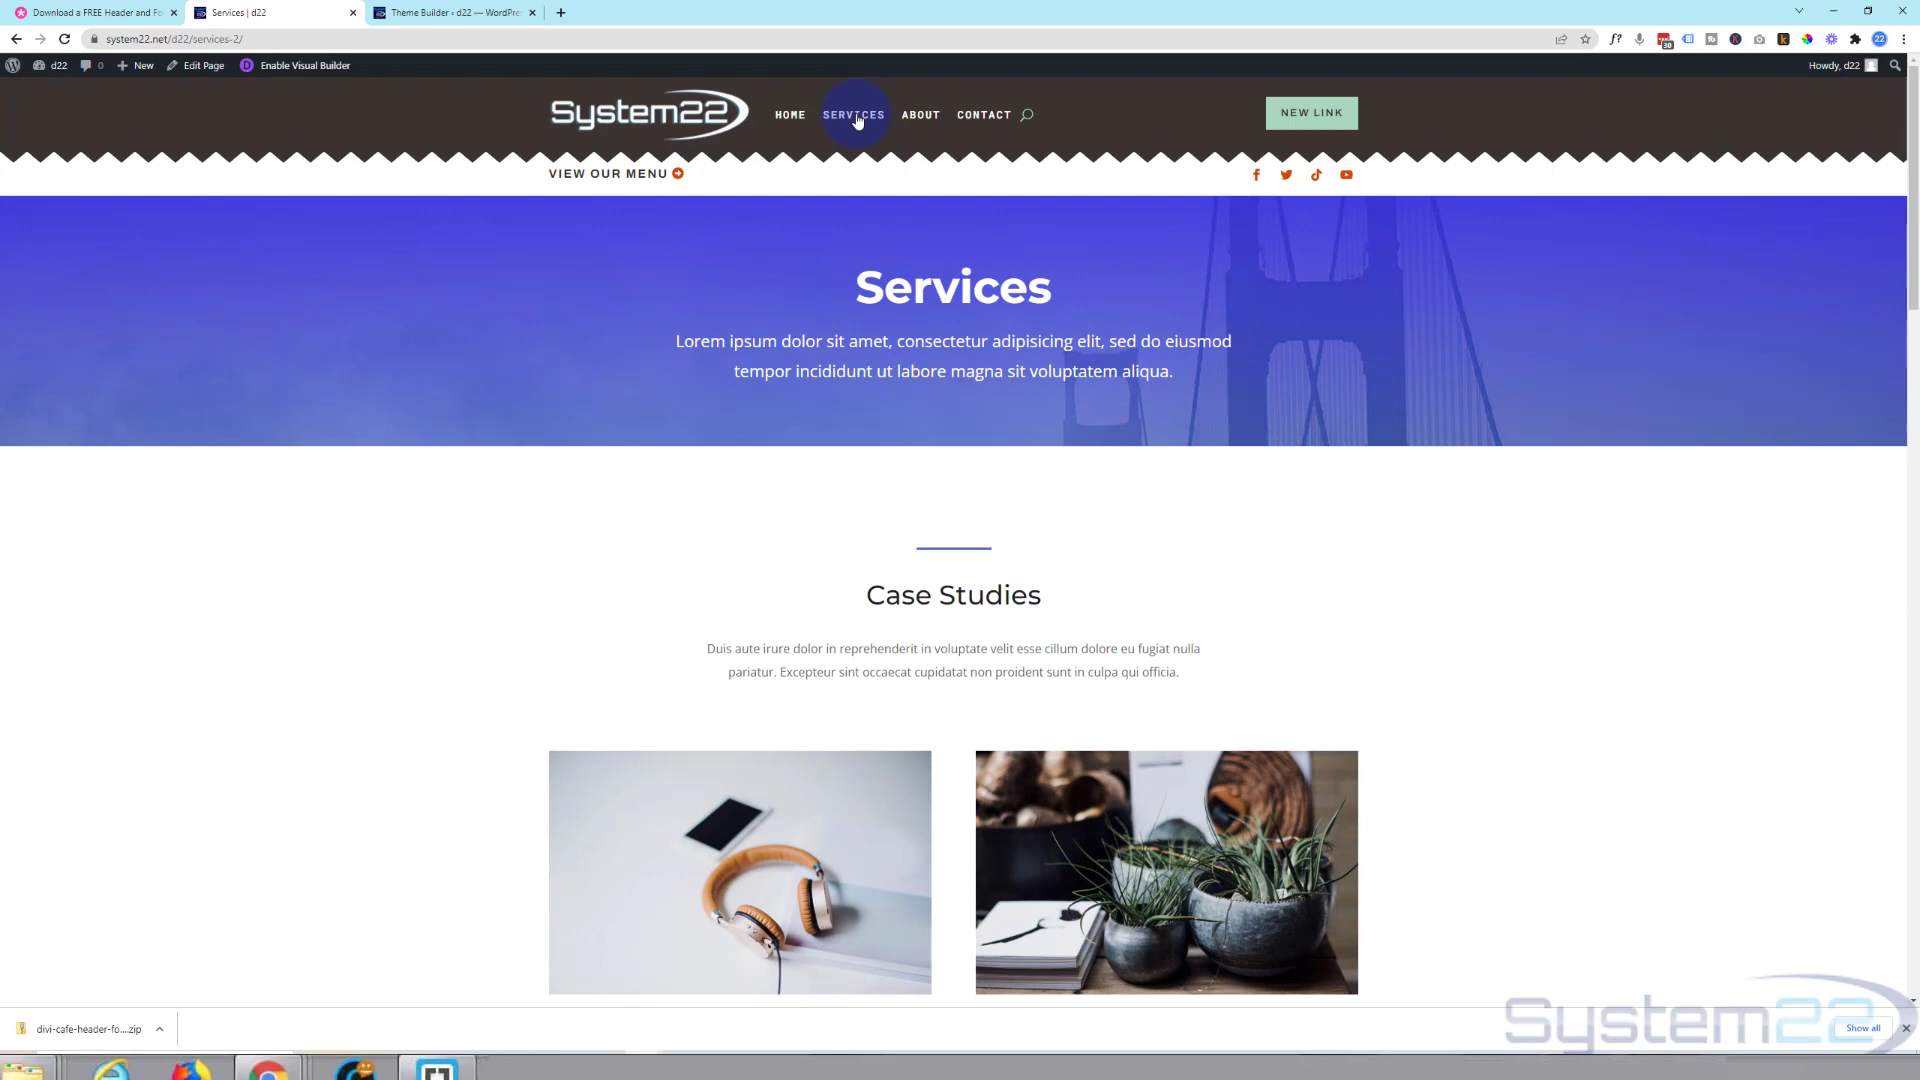 Download a FREE Header and Fo
Services | d22
Theme Builder ‹ d22 — WordPre
system22.net/d22/services-2/
d22
0
New
Edit Page
Enable Visual Builder
Howdy, d22
f?
30
22
System22
HOME
SERVICES
ABOUT
CONTACT
NEW LINK
VIEW OUR MENU
Services
Lorem ipsum dolor sit amet, consectetur adipisicing elit, sed do eiusmod
tempor incididunt ut labore magna sit voluptatem aliqua.
Case Studies
Duis aute irure dolor in reprehenderit in voluptate velit esse cillum dolore eu fugiat nulla
pariatur. Excepteur sint occaecat cupidatat non proident sunt in culpa qui officia.
divi-cafe-header-fo....zip
Show all
System22